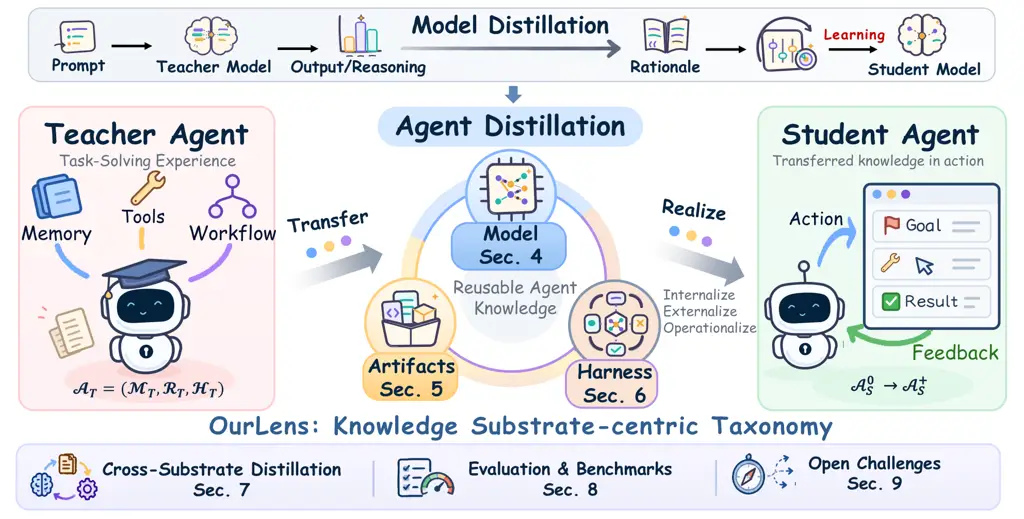 Model Distillation
Prompt
Teacher Model
Output/Reasoning
Rationale
Learning
Student Model
Teacher Agent
Task-Solving Experience
Memory
Tools
Workflow
𝒜_T = (ℳ_T, ℛ_T, ℋ_T)
Transfer
Agent Distillation
Model
Sec. 4
Reusable Agent
Knowledge
Artifacts
Sec. 5
Harness
Sec. 6
Realize
Internalize
Externalize
Operationalize
Student Agent
Transferred knowledge in action
Action
Goal
Result
Feedback
𝒜_S^0 → 𝒜_S^+
OurLens: Knowledge Substrate-centric Taxonomy
Cross-Substrate Distillation
Sec. 7
Evaluation & Benchmarks
Sec. 8
Open Challenges
Sec. 9